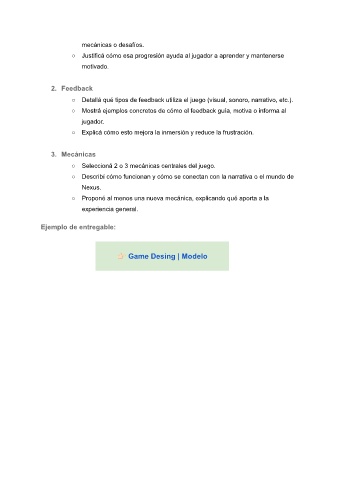 mecánicas o desafíos.
○ Justificá cómo esa progresión ayuda al jugador a aprender y mantenerse
motivado.
2. Feedback
○ Detallá qué tipos de feedback utiliza el juego (visual, sonoro, narrativo, etc.).
○ Mostrá ejemplos concretos de cómo el feedback guía, motiva o informa al
jugador.
○ Explicá cómo esto mejora la inmersión y reduce la frustración.
3. Mecánicas
○ Seleccioná 2 o 3 mecánicas centrales del juego.
○ Describí cómo funcionan y cómo se conectan con la narrativa o el mundo de
Nexus.
○ Proponé al menos una nueva mecánica, explicando qué aporta a la
experiencia general.
Ejemplo de entregable:
👉 Game Desing | Modelo